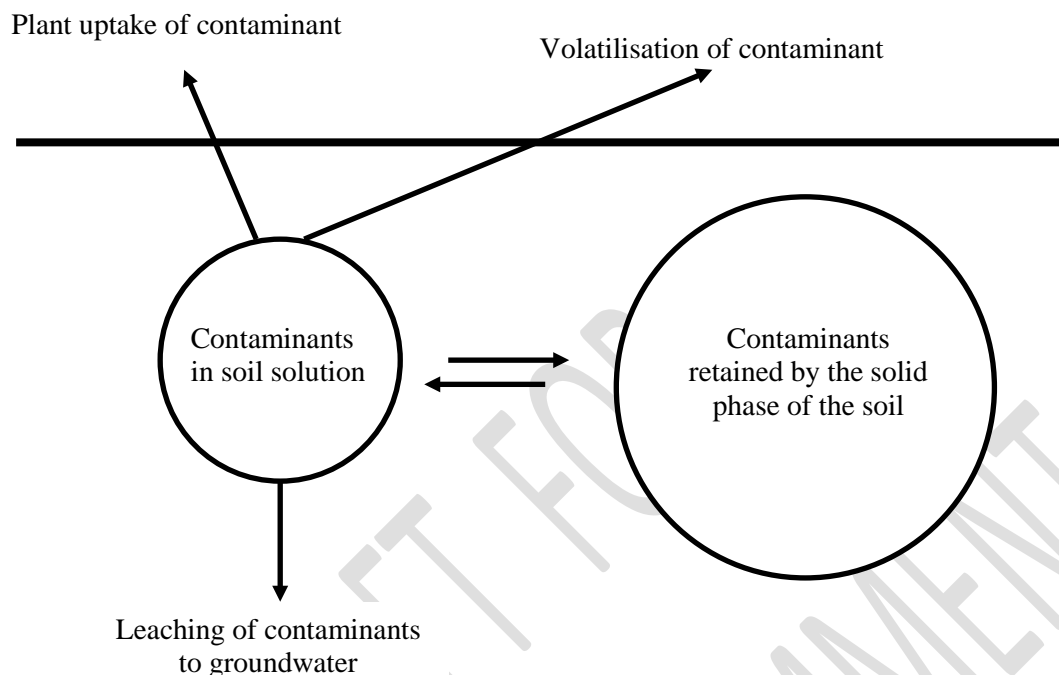 Plant uptake of contaminant
Volatilisation of contaminant
Contaminants
in soil solution
Contaminants
retained by the solid
phase of the soil
Leaching of contaminants
to groundwater